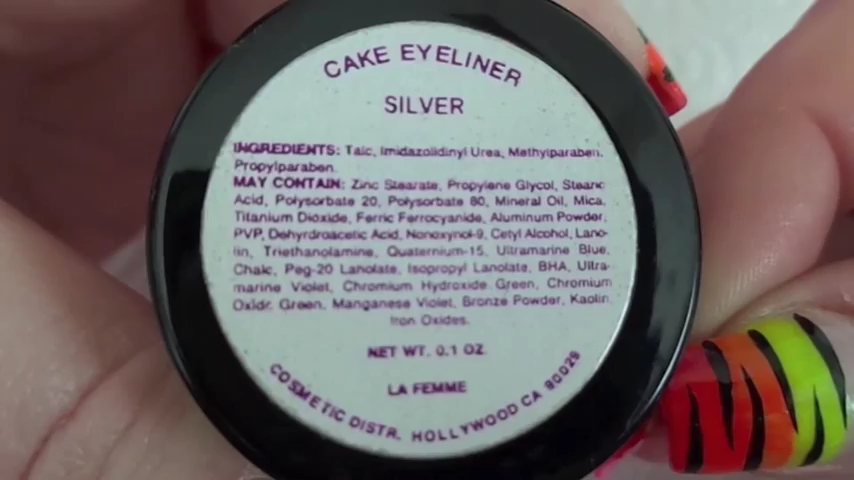 CAKE EYELINER
SILVER
INGREDIENTS: Talc, Imidazolidinyl Urea, Methylparaben,
Propylparaben.
MAY CONTAIN: Zinc Stearate, Propylene Glycol, Stearic
Acid, Polysorbate 20, Polysorbate 80, Mineral Oil, Mica,
Titanium Dioxide, Ferric Ferrocyanide, Aluminum Powder,
PVP, Dehydroacetic Acid, Nonoxynol-9, Cetyl Alcohol, Lano-
lin, Triethanolamine, Quaternium-15, Ultramarine Blue,
Chalc, Peg-20 Lanolate, Isopropyl Lanolate, BHA, Ultra-
marine Violet, Chromium Hydroxide Green, Chromium
Oxide Green, Manganese Violet, Bronze Powder, Kaolin,
Iron Oxides.
NET WT. 0.1 OZ.
LA FEMME
COSMETIC DISTR. HOLLYWOOD CA 90029